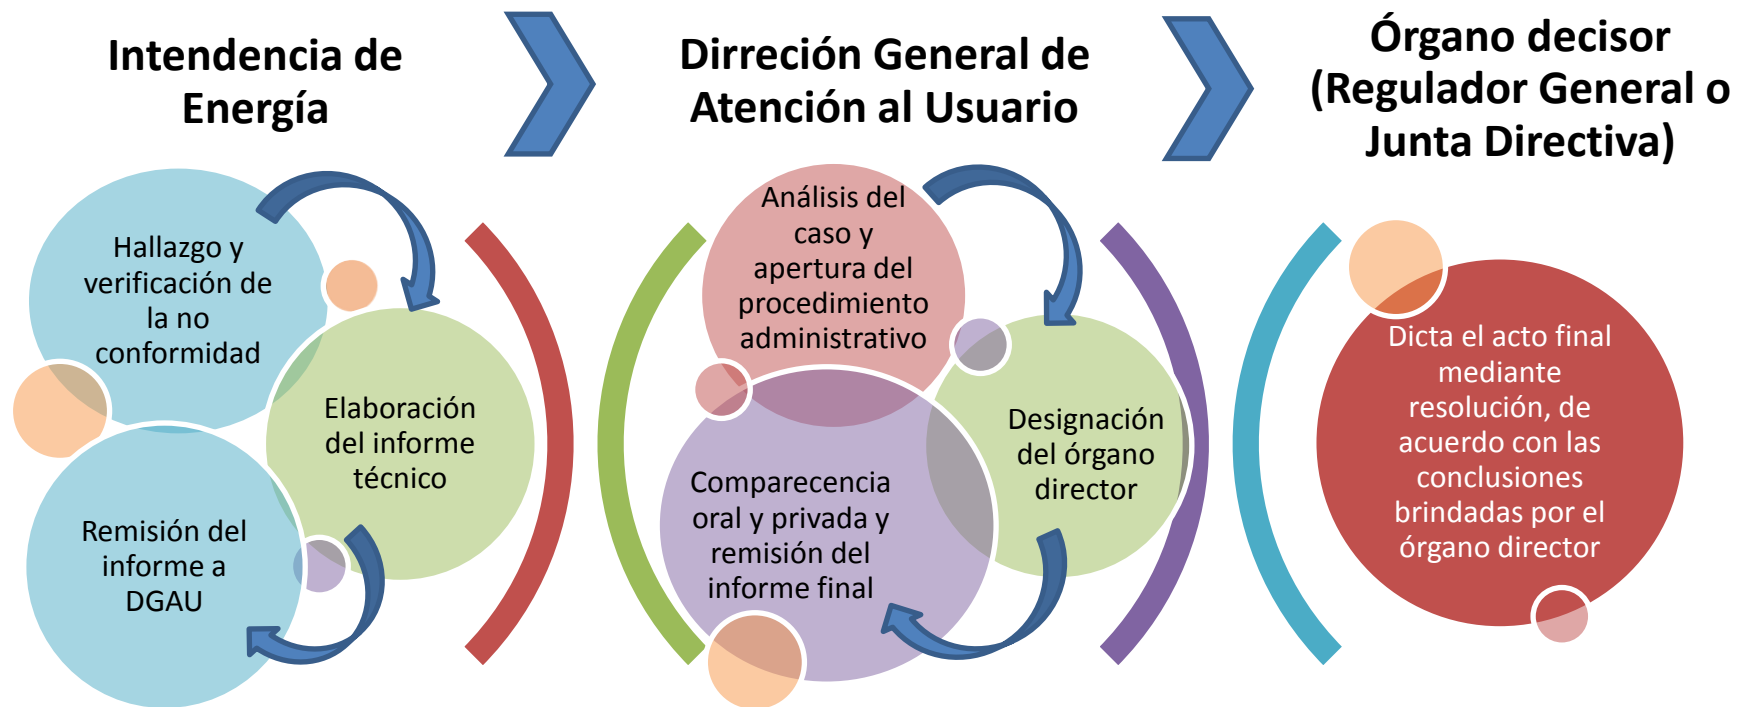 Intendencia de
Energía
Dirreción General de
Atención al Usuario
Órgano decisor
(Regulador General o
Junta Directiva)
Hallazgo y
verificación de
la no
conformidad
Elaboración
del informe
técnico
Remisión del
informe a
DGAU
Análisis del
caso y
apertura del
procedimiento
administrativo
Designación
del órgano
director
Comparecencia
oral y privada y
remisión del
informe final
Dicta el acto final
mediante
resolución, de
acuerdo con las
conclusiones
brindadas por el
órgano director